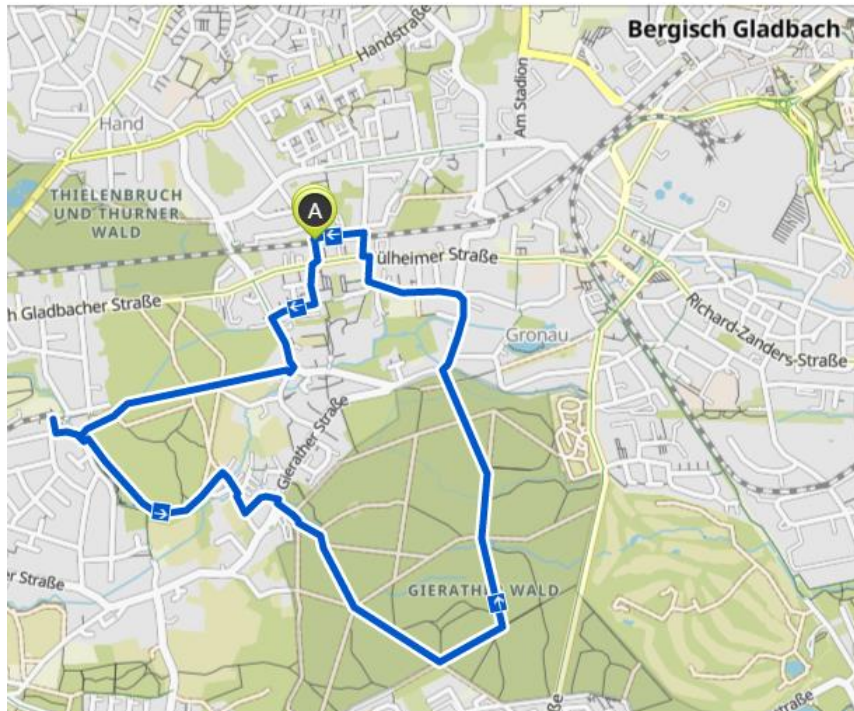 Bergisch Gladbach
Handstraße
Hand
Am Stadion
THIELENBRUCH
UND THURNER
WALD
A
ülheimer Straße
h Gladbacher Straße
Richard-Zanders-Straße
Gronau
Gierather Straße
er Straße
GIERATHE WALD
ße